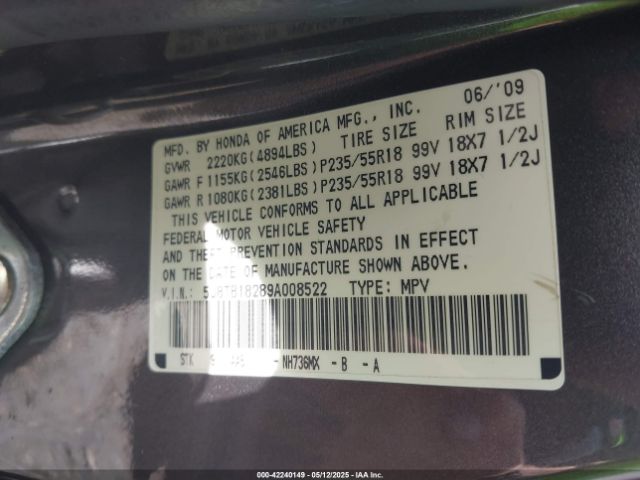 MFD. BY HONDA OF AMERICA MFG., INC. 06/'09
GVWR 2220KG(4894LBS) TIRE SIZE RIM SIZE
GAWR F 1155KG(2546LBS) P235/55R18 99V 18X7 1/2J
GAWR R 1080KG(2381LBS) P235/55R18 99V 18X7 1/2J
THIS VEHICLE CONFORMS TO ALL APPLICABLE
FEDERAL MOTOR VEHICLE SAFETY
AND THEFT PREVENTION STANDARDS IN EFFECT
ON THE DATE OF MANUFACTURE SHOWN ABOVE.
V.I.N.: 5J8TB18289A008522 TYPE: MPV
STK NH736MX - B - A
000-42240149 - 05/12/2025 - IAA Inc.